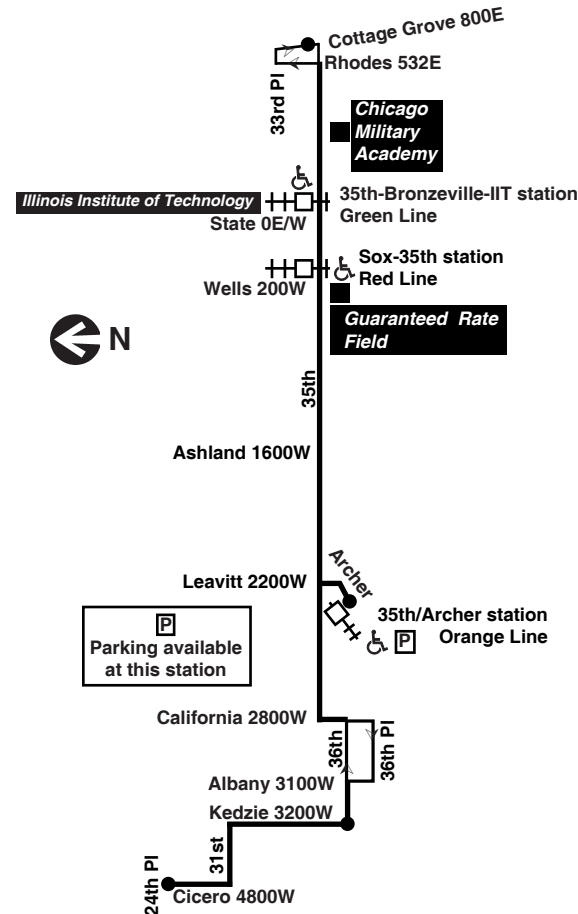 Cottage Grove 800E
Rhodes 532E
33rd Pl
Chicago
Military
Academy
Illinois Institute of Technology
35th-Bronzeville-IIT station
Green Line
State 0E/W
Sox-35th station
Red Line
Wells 200W
Guaranteed Rate
Field
N
35th
Ashland 1600W
Archer
Leavitt 2200W
35th/Archer station
Orange Line
P
P
Parking available
at this station
California 2800W
36th
36th Pl
Albany 3100W
Kedzie 3200W
31st
24th Pl
Cicero 4800W